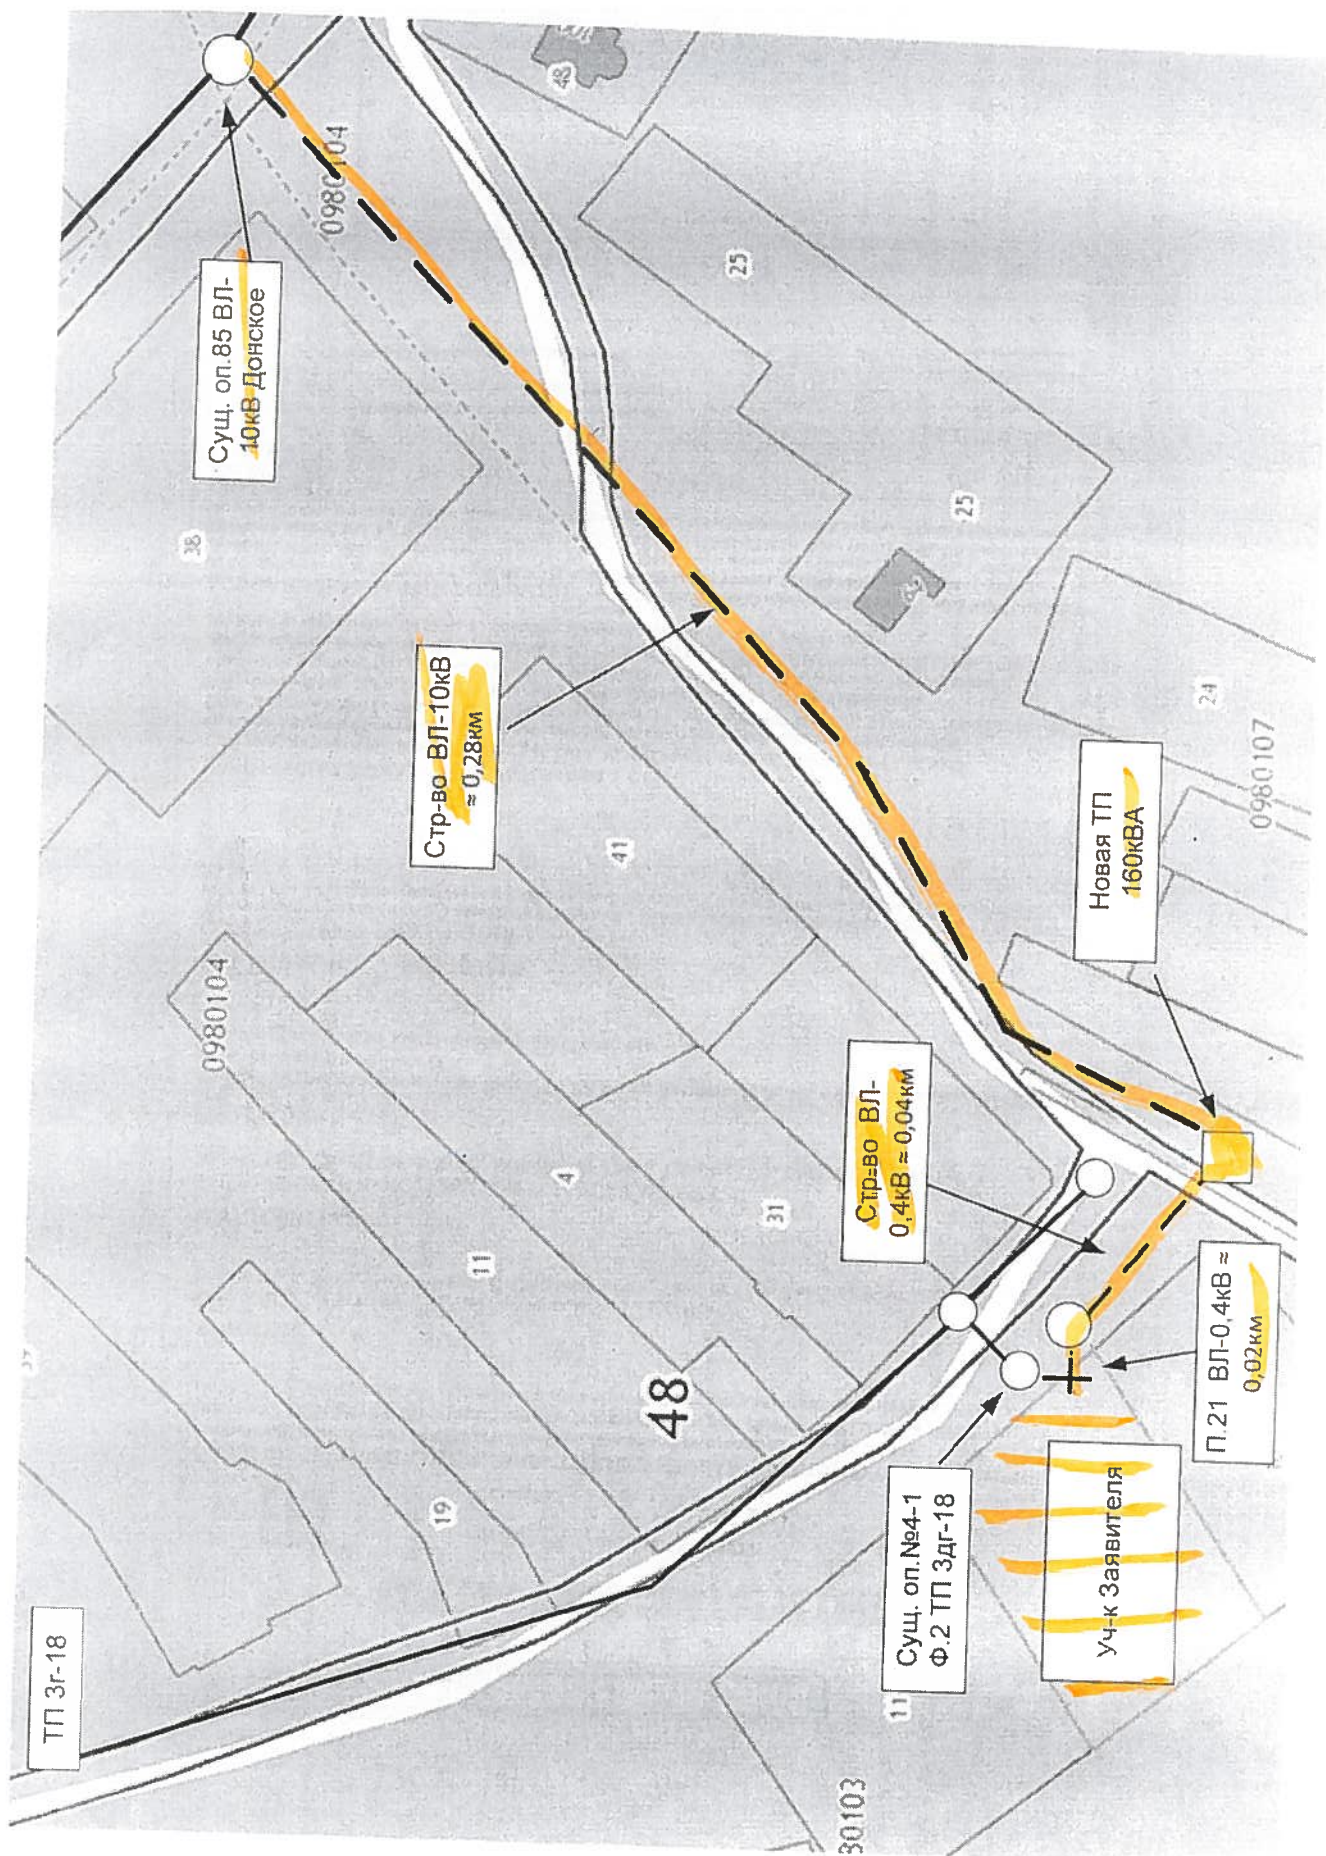 ТП 3г-18
38
0980104
Сущ. оп.85 ВЛ-
10кВ Донское
0980104
Стр-во ВЛ-10кВ
≈ 0,28км
19
11
4
48
41
48
25
31
30103
Стр-во ВЛ-
0,4кВ ≈ 0,04км
11
Сущ. оп.№4-1
Ф.2 ТП 3дг-18
25
Уч-к Заявителя
Новая ТП
160кВА
П.21 ВЛ-0,4кВ ≈
0,02км
24
0980107